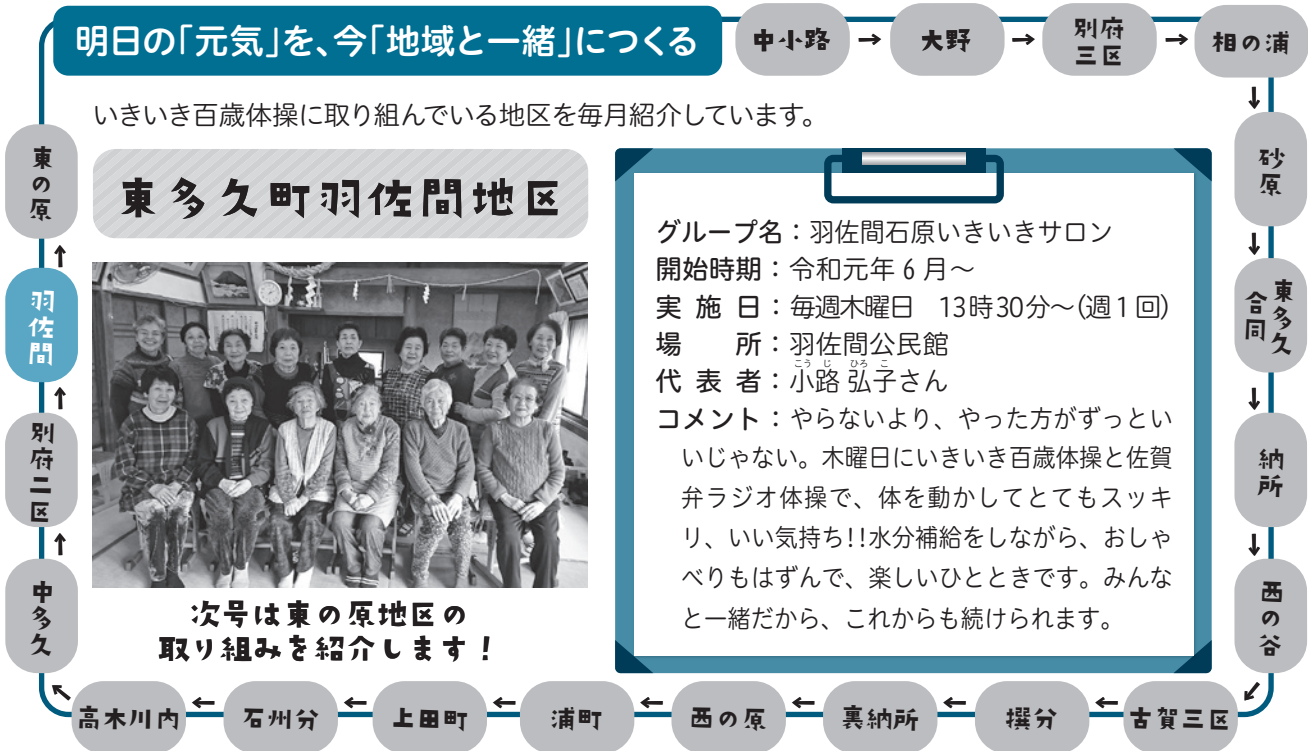 明日の「元気」を、今「地域と一緒」につくる
中小路 → 大野 → 別府三区 → 相の浦
↓
砂原
↓
東多久合同
↓
納所
↓
西の谷
↙
古賀三区
←
撰分
←
裏納所
←
西の原
←
浦町
←
上田町
←
石州分
←
高木川内
↖
中多久
↑
別府二区
↑
羽佐間
↑
東の原
いきいき百歳体操に取り組んでいる地区を毎月紹介しています。
東多久町羽佐間地区
次号は東の原地区の
取り組みを紹介します！
グループ名：羽佐間石原いきいきサロン
開始時期：令和元年6月～
実施日：毎週木曜日　13時30分～(週1回)
場　所：羽佐間公民館
こうじ ひろこ
代表者：小路 弘子さん
コメント：やらないより、やった方がずっとい
いじゃない。木曜日にいきいき百歳体操と佐賀
弁ラジオ体操で、体を動かしてとてもスッキ
リ、いい気持ち!!水分補給をしながら、おしゃ
べりもはずんで、楽しいひとときです。みんな
と一緒だから、これからも続けられます。